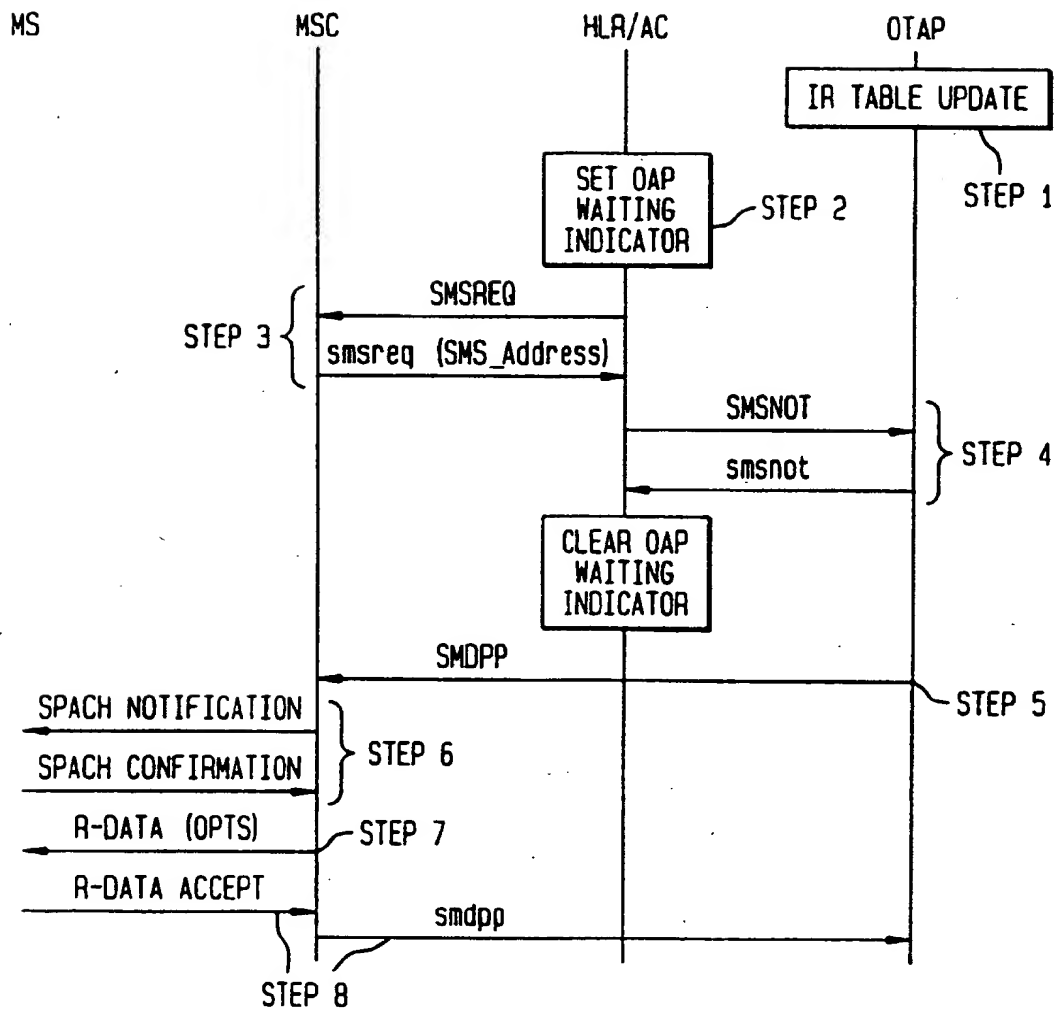 MS MSC HLR/AC OTAP
IR TABLE UPDATE
STEP 1
SET OAP
WAITING
INDICATOR
STEP 2
SMSREQ
STEP 3
smsreq (SMS_Address)
SMSNOT
STEP 4
smsnot
CLEAR OAP
WAITING
INDICATOR
SMDPP
STEP 5
SPACH NOTIFICATION
STEP 6
SPACH CONFIRMATION
R-DATA (OPTS)
STEP 7
R-DATA ACCEPT
smdpp
STEP 8